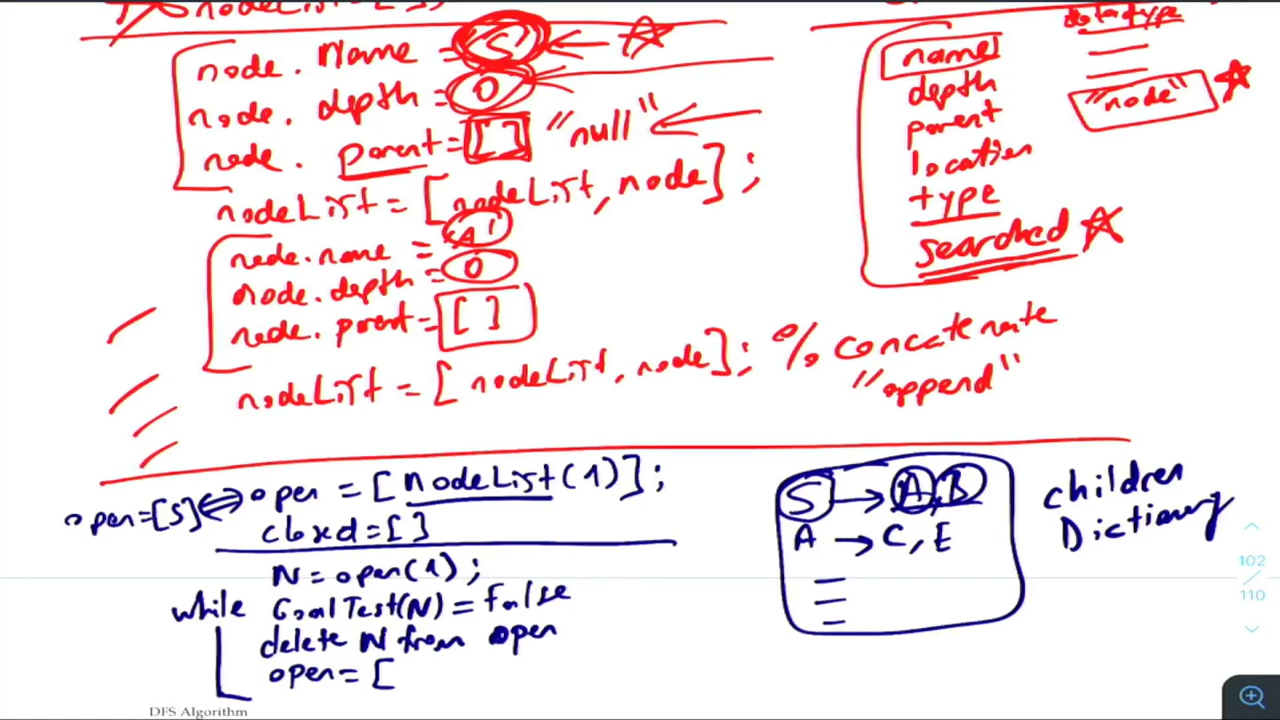 nodeList = [ ];
node. Name = 'S'
node. depth = 0
node. parent = [ ] "null"
nodeList = [nodeList, node];
node.name = 'A'
node.depth = 0
node. parent = [ ]
nodeList = [nodeList, node]; % concatenate
"append"
datatype
name
depth
parent
location
type
searched
"node"
open=[S] ⇔ open = [nodeList(1)];
closed = [ ]
N = open(1);
while GoalTest(N) = false
delete N from open
open = [
S → A, B
A → C, E
children
Dictionary
102
110
DFS Algorithm